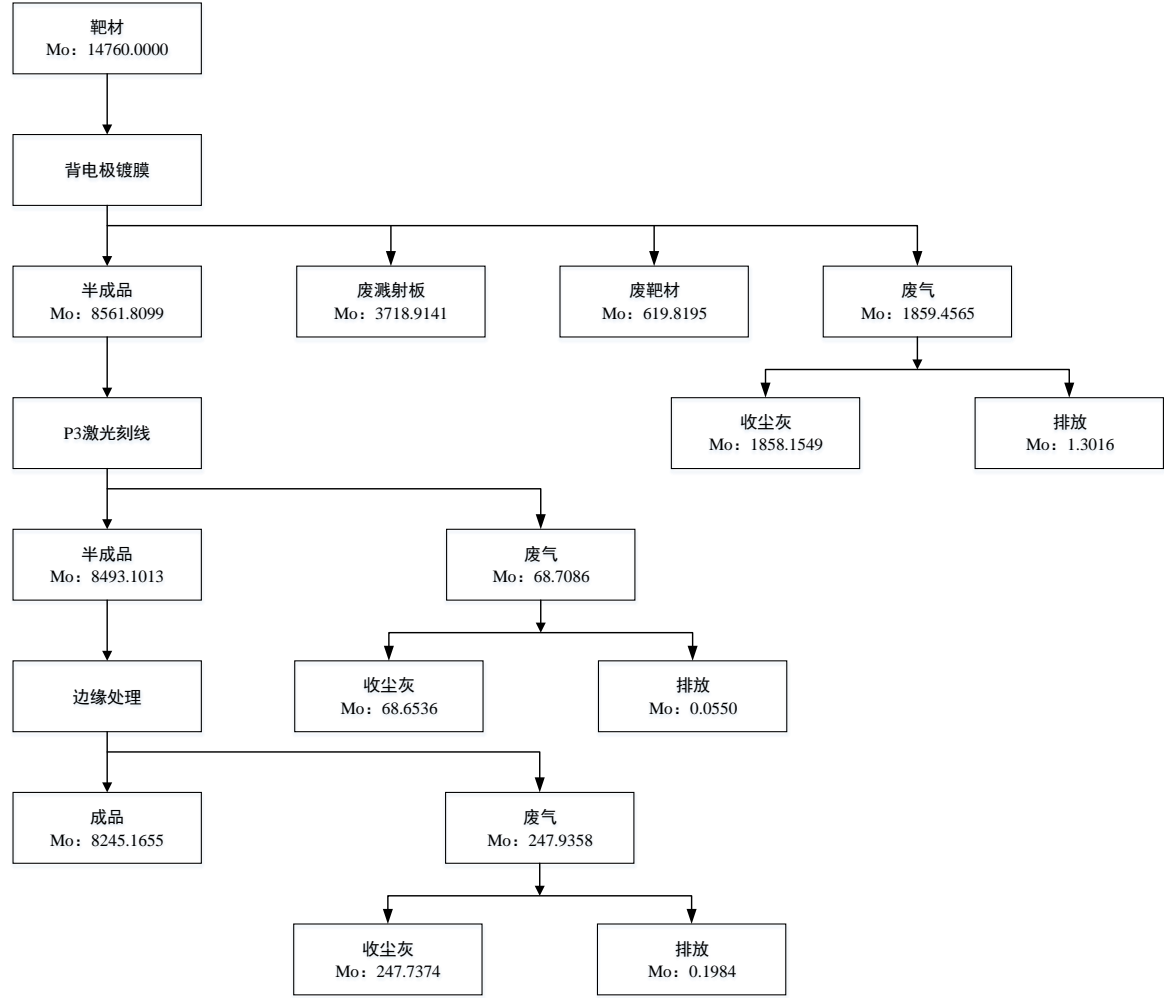 靶材
Mo：14760.0000
背电极镀膜
半成品
Mo：8561.8099
废溅射板
Mo：3718.9141
废靶材
Mo：619.8195
废气
Mo：1859.4565
P3激光刻线
收尘灰
Mo：1858.1549
排放
Mo：1.3016
半成品
Mo：8493.1013
废气
Mo：68.7086
边缘处理
收尘灰
Mo：68.6536
排放
Mo：0.0550
成品
Mo：8245.1655
废气
Mo：247.9358
收尘灰
Mo：247.7374
排放
Mo：0.1984